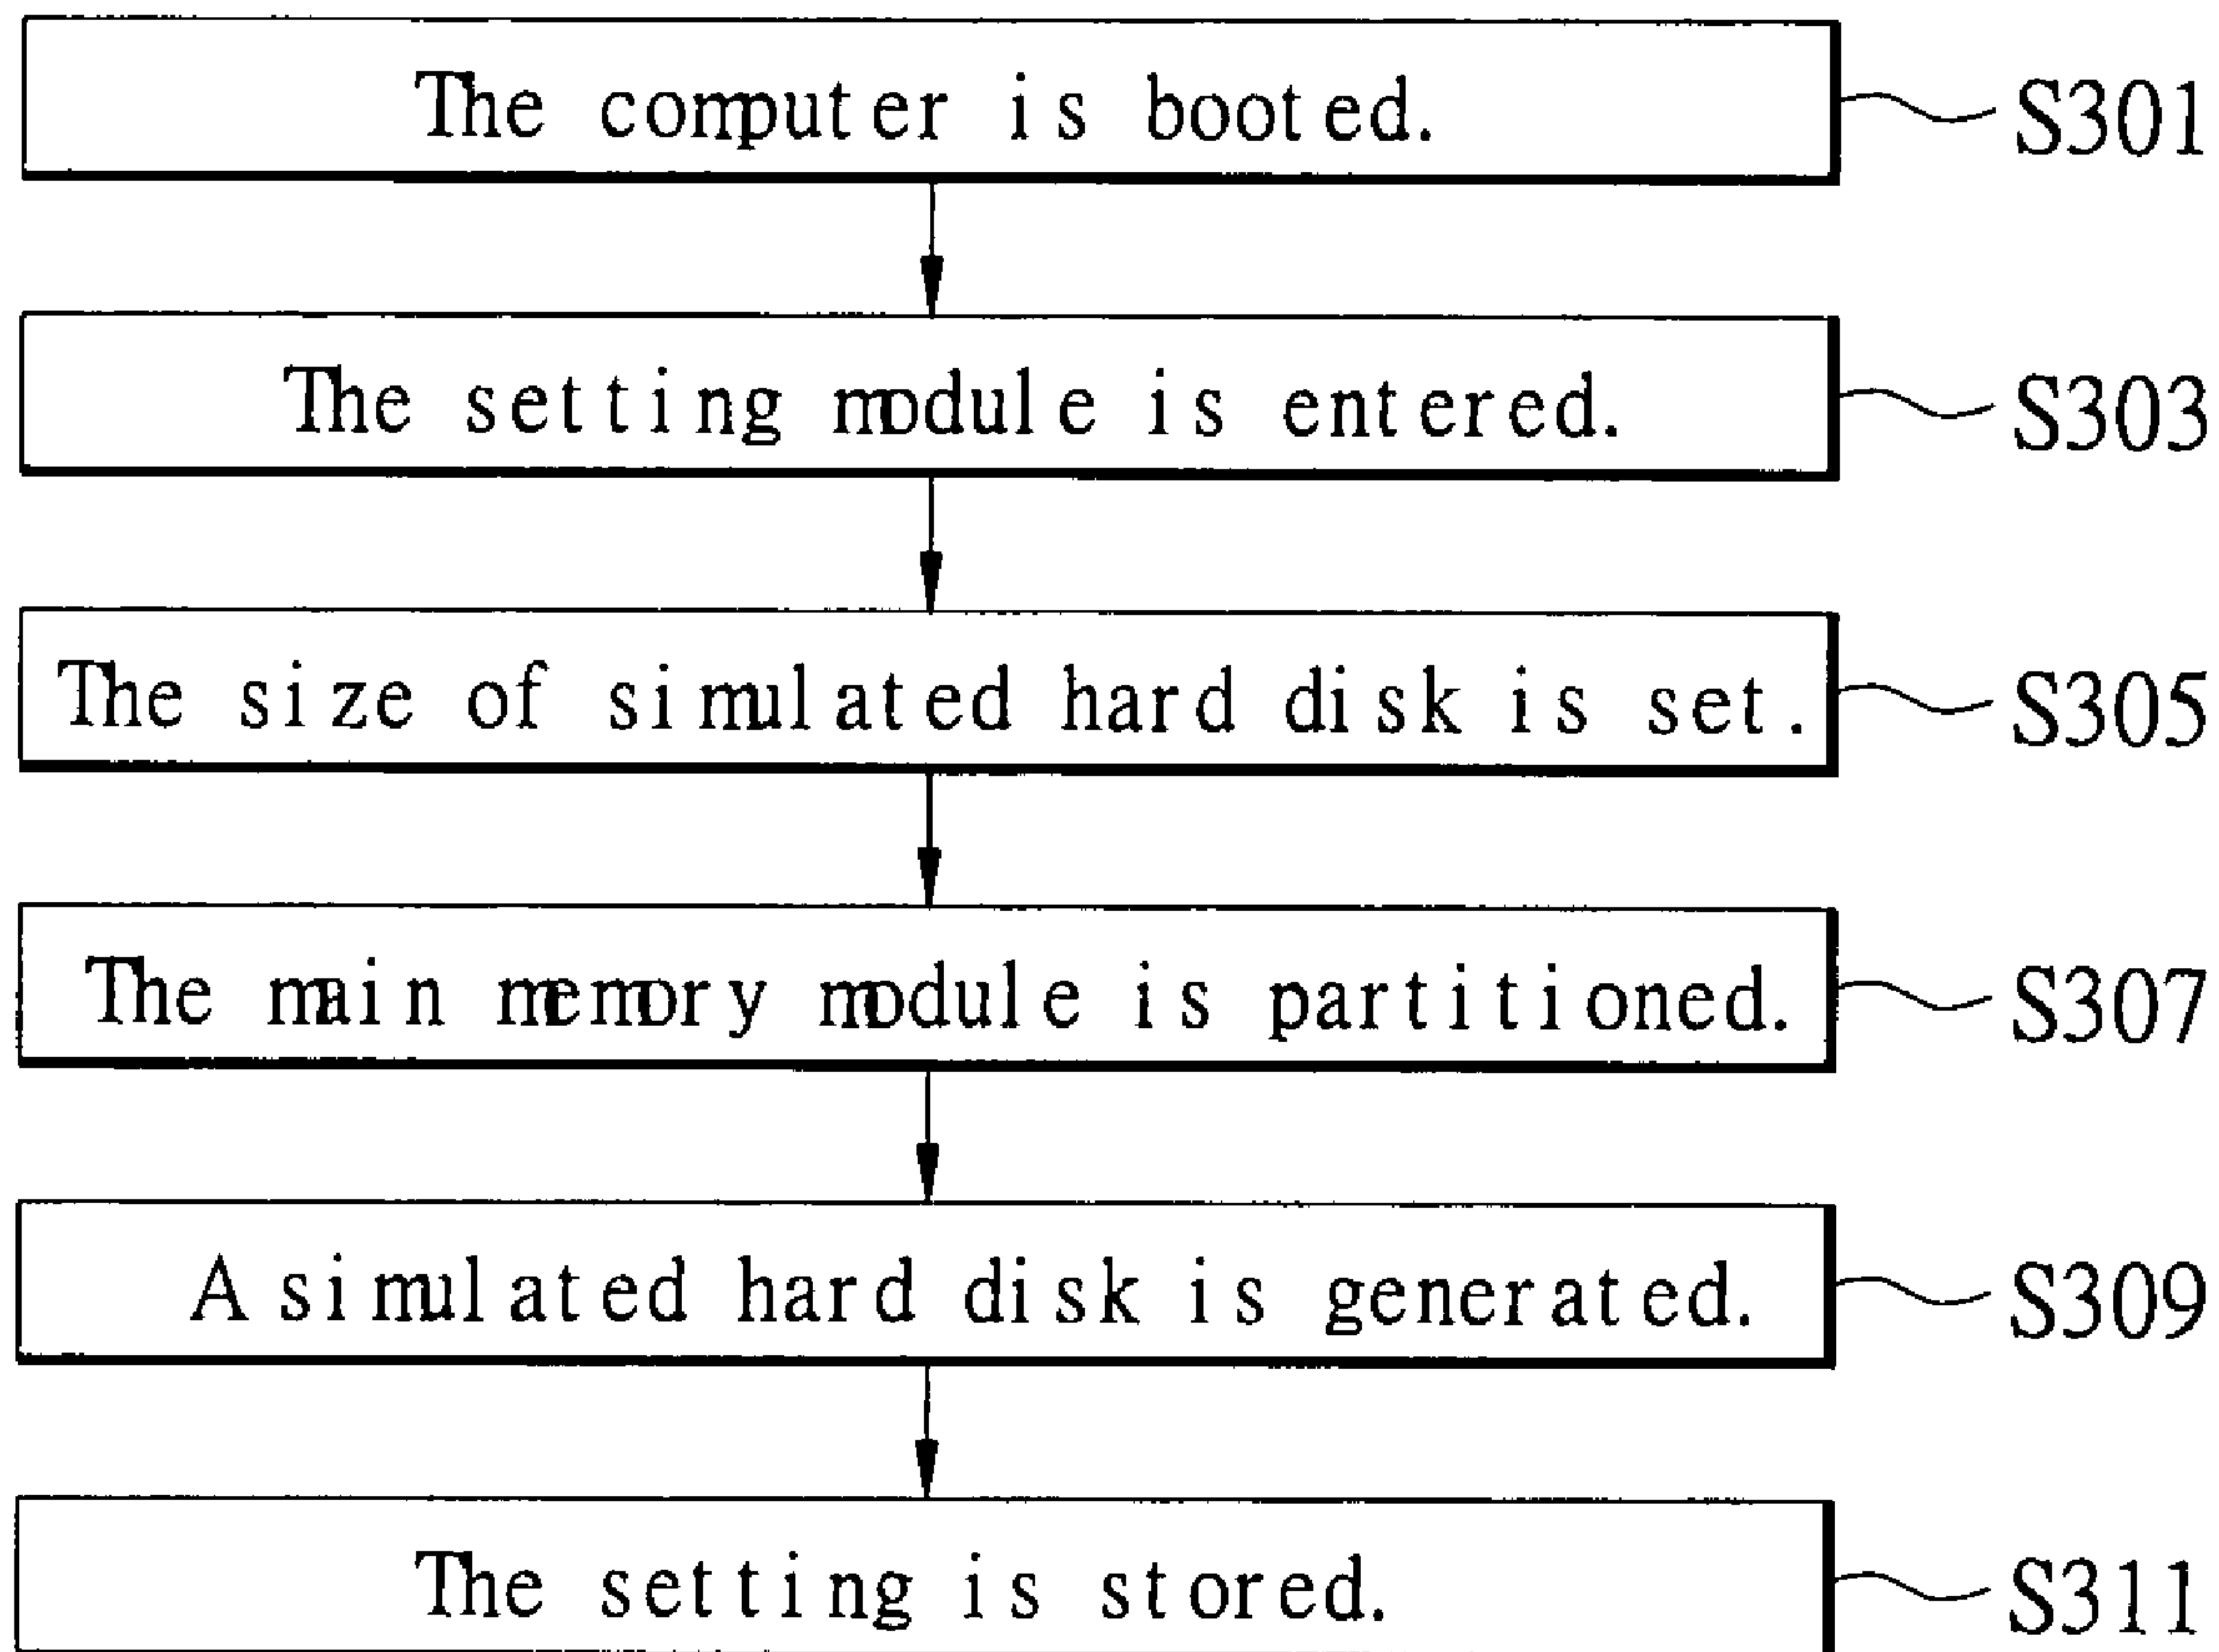 The computer is booted. S301
The setting module is entered. S303
The size of simulated hard disk is set. S305
The main memory module is partitioned. S307
A simulated hard disk is generated. S309
The setting is stored. S311